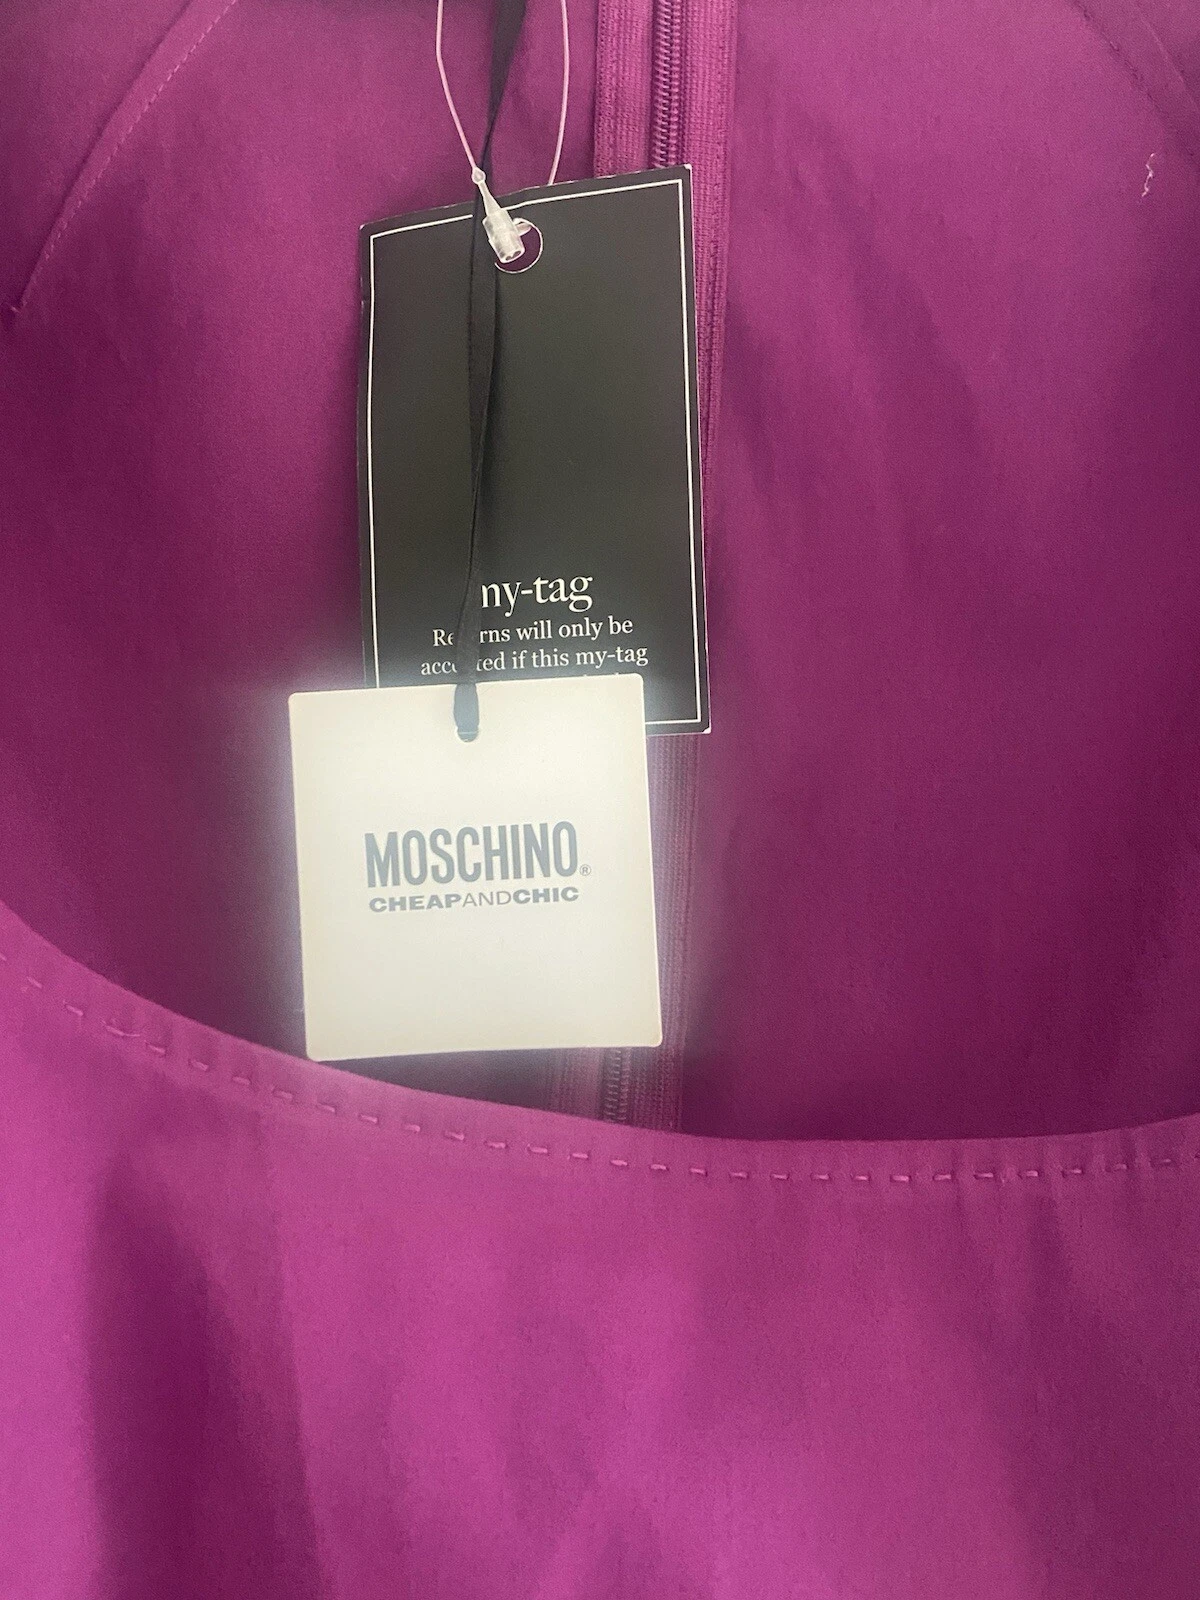 my-tag
Returns will only be
accepted if this my-tag
MOSCHINO®
CHEAPANDCHIC